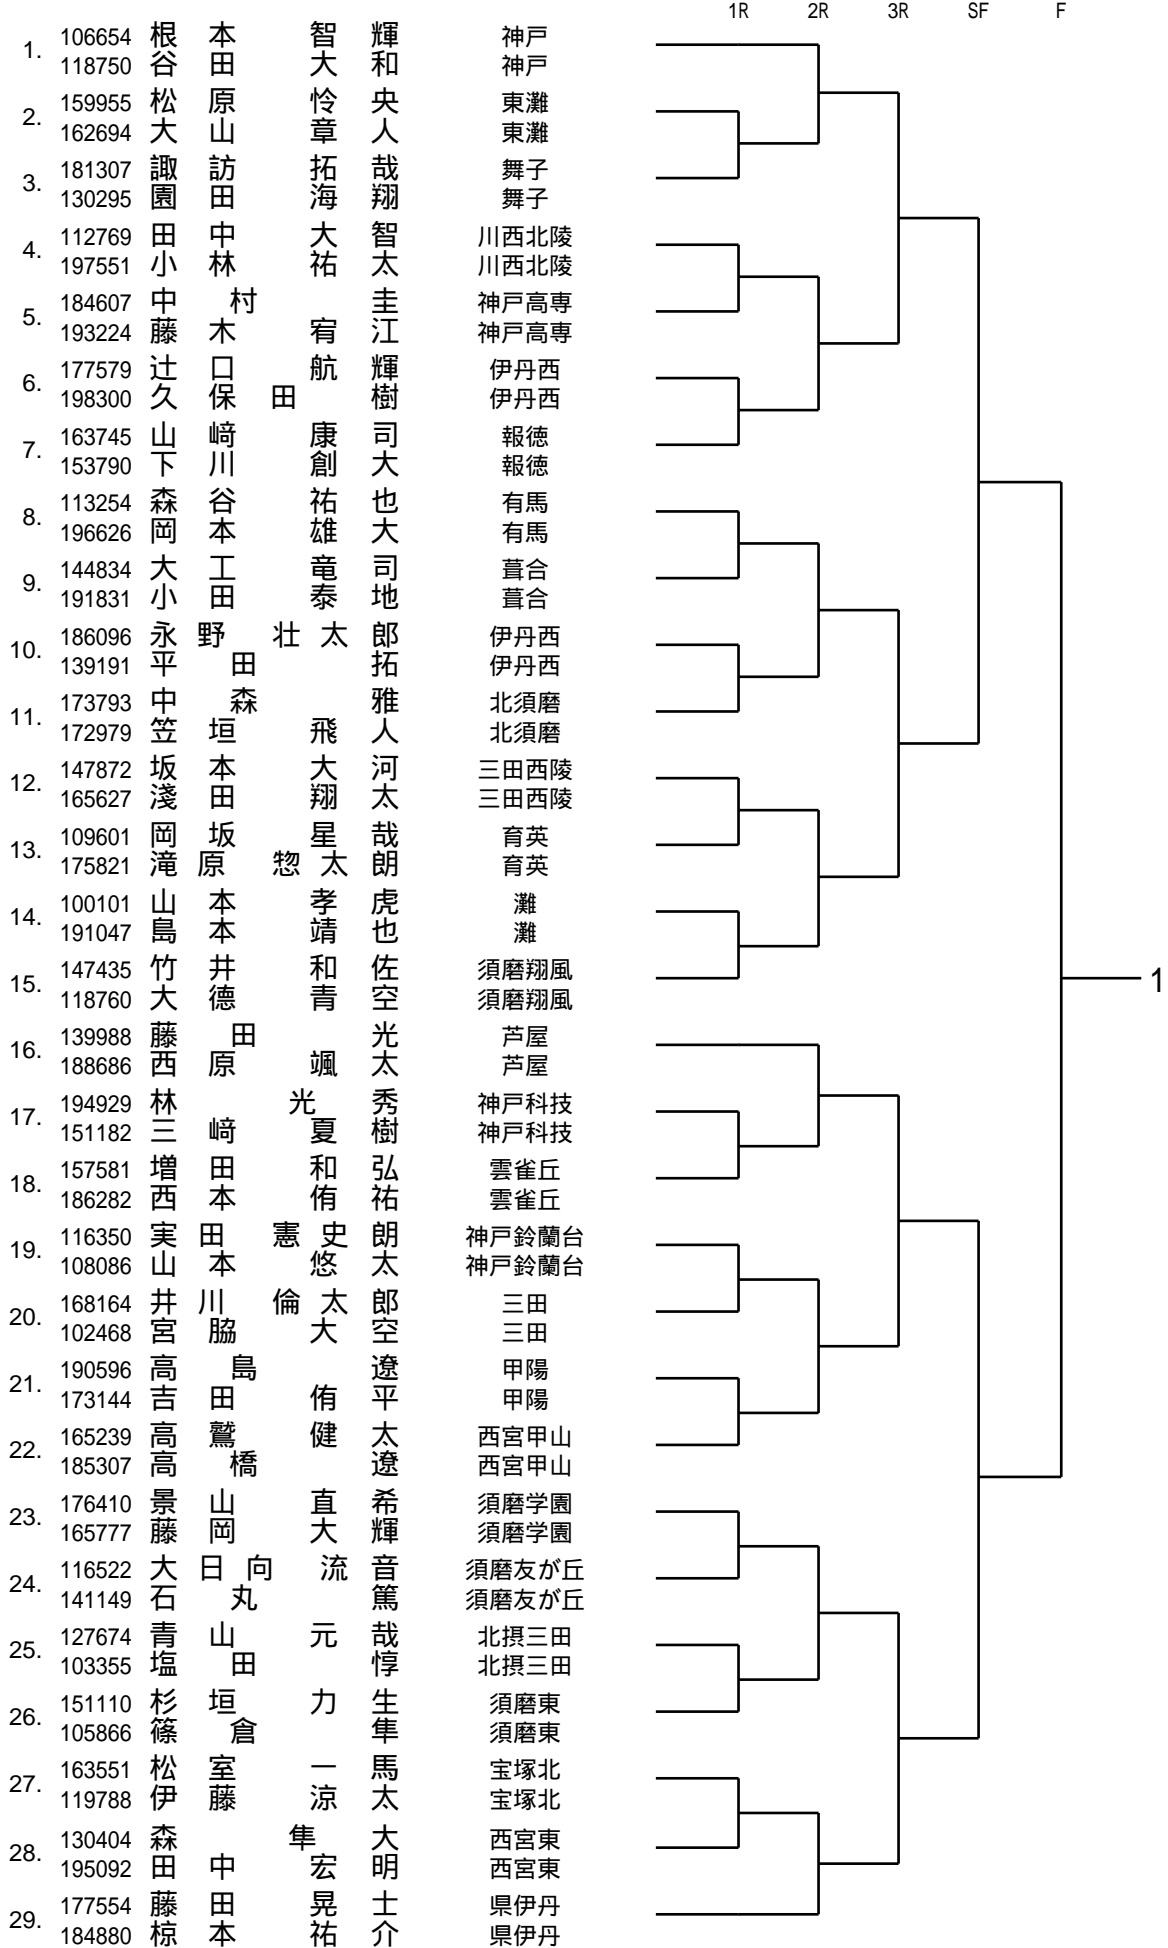 1R 2R 3R SF F
1. 106654 根本 智輝 神戸
118750 谷田 大和 神戸
2. 159955 松原 怜央 東灘
162694 大山 章人 東灘
3. 181307 諏訪 拓哉 舞子
130295 園田 海翔 舞子
4. 112769 田中 大智 川西北陵
197551 小林 祐太 川西北陵
5. 184607 中村 圭 神戸高専
193224 藤木 宥江 神戸高専
6. 177579 辻口 航輝 伊丹西
198300 久保田 樹 伊丹西
7. 163745 山﨑 康司 報徳
153790 下川 創大 報徳
8. 113254 森谷 祐也 有馬
196626 岡本 雄大 有馬
9. 144834 大工 竜司 葺合
191831 小田 泰地 葺合
10. 186096 永野 壮太郎 伊丹西
139191 平田 拓 伊丹西
11. 173793 中森 雅 北須磨
172979 笠垣 飛人 北須磨
12. 147872 坂本 大河 三田西陵
165627 淺田 翔太 三田西陵
13. 109601 岡坂 星哉 育英
175821 滝原 惣太朗 育英
14. 100101 山本 孝虎 灘
191047 島本 靖也 灘
15. 147435 竹井 和佐 須磨翔風
118760 大德 青空 須磨翔風
16. 139988 藤田 光 芦屋
188686 西原 颯太 芦屋
17. 194929 林 光秀 神戸科技
151182 三﨑 夏樹 神戸科技
18. 157581 増田 和弘 雲雀丘
186282 西本 侑祐 雲雀丘
19. 116350 実田 憲史朗 神戸鈴蘭台
108086 山本 悠太 神戸鈴蘭台
20. 168164 井川 倫太郎 三田
102468 宮脇 大空 三田
21. 190596 高島 遼 甲陽
173144 吉田 侑平 甲陽
22. 165239 高鷲 健太 西宮甲山
185307 高橋 遼 西宮甲山
23. 176410 景山 直希 須磨学園
165777 藤岡 大輝 須磨学園
24. 116522 大日向 流音 須磨友が丘
141149 石丸 篤 須磨友が丘
25. 127674 青山 元哉 北摂三田
103355 塩田 惇 北摂三田
26. 151110 杉垣 力生 須磨東
105866 篠倉 隼 須磨東
27. 163551 松室 一馬 宝塚北
119788 伊藤 涼太 宝塚北
28. 130404 森 隼大 西宮東
195092 田中 宏明 西宮東
29. 177554 藤田 晃士 県伊丹
184880 椋本 祐介 県伊丹
1